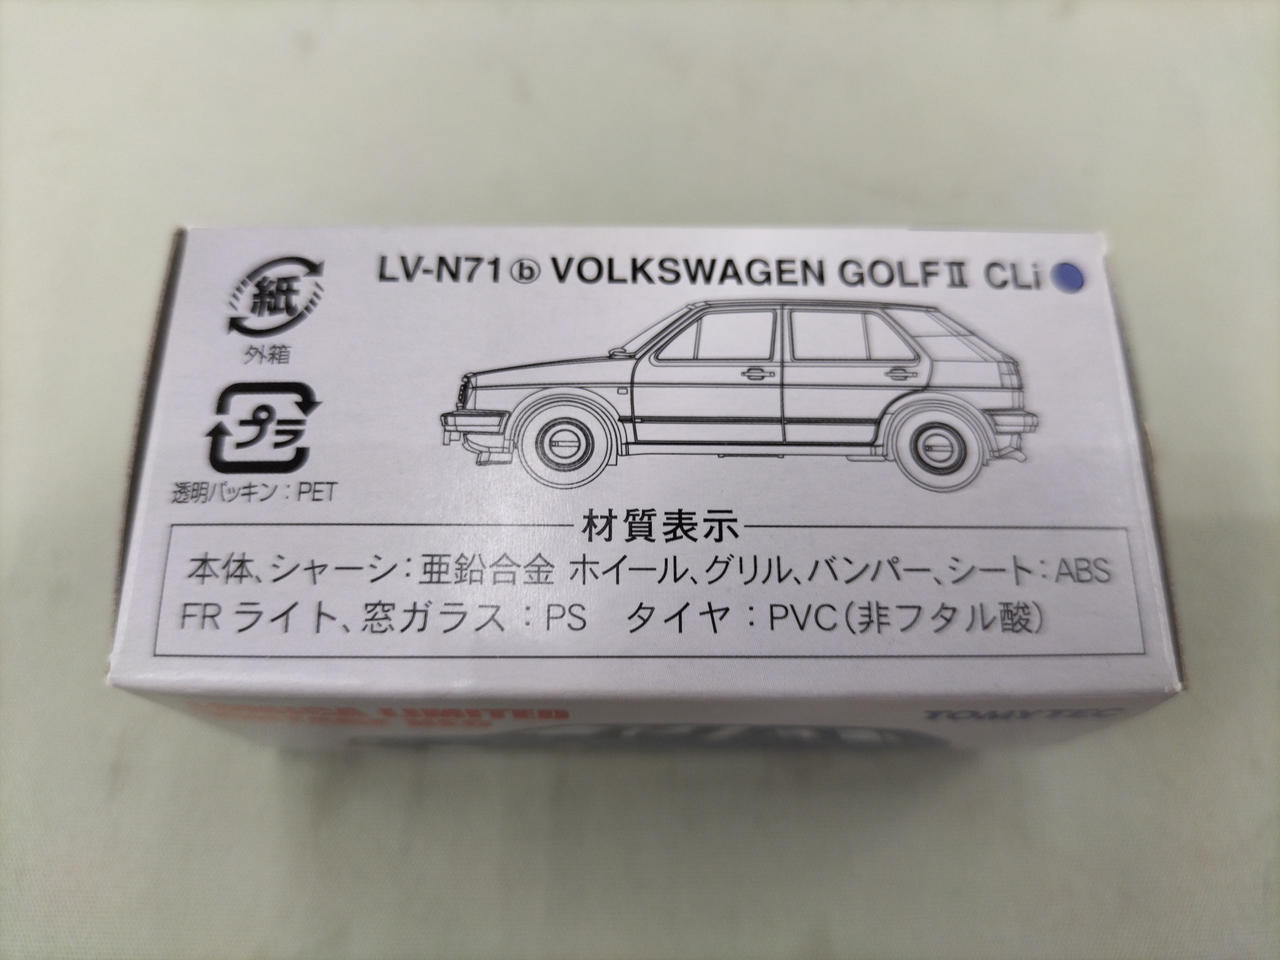 LV-N71ⓑ VOLKSWAGEN GOLFⅡ CLi
紙
外箱
プラ
透明パッキン：PET
材質表示
本体、シャーシ：亜鉛合金 ホイール、グリル、バンパー、シート：ABS
FR ライト、窓ガラス：PS タイヤ：PVC（非フタル酸）
LIMITED
TOMYTEC